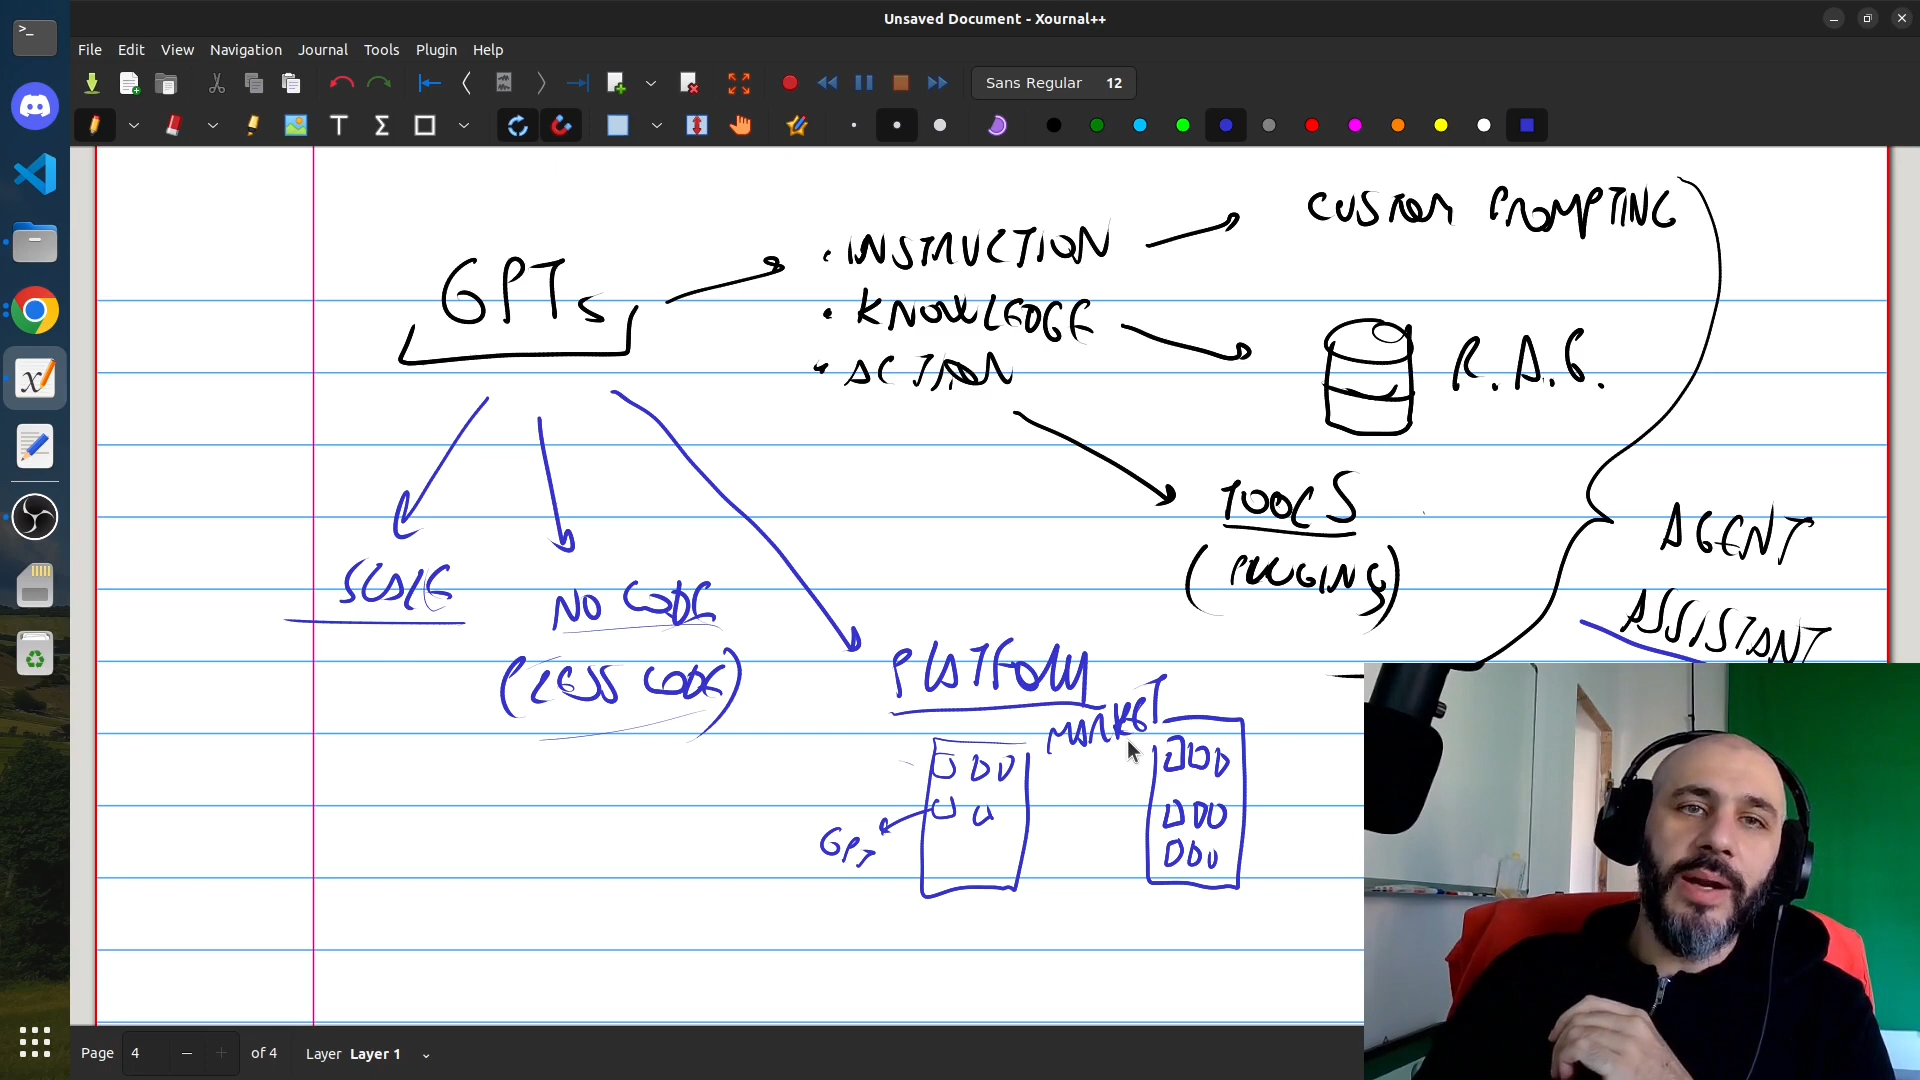 Unsaved Document - Xournal++
File Edit View Navigation Journal Tools Plugin Help
Sans Regular 12
GPTs
• INSTRUCTION
CUSTOM PROMPTING
• KNOWLEDGE
R.A.G.
• ACTION
TOOLS
(PLUGINS)
AGENT
ASSISTANT
SCALE
NO CODE
(LESS CODE)
PLATFORM
MARKET
GPT
Page 4 of 4 Layer Layer 1